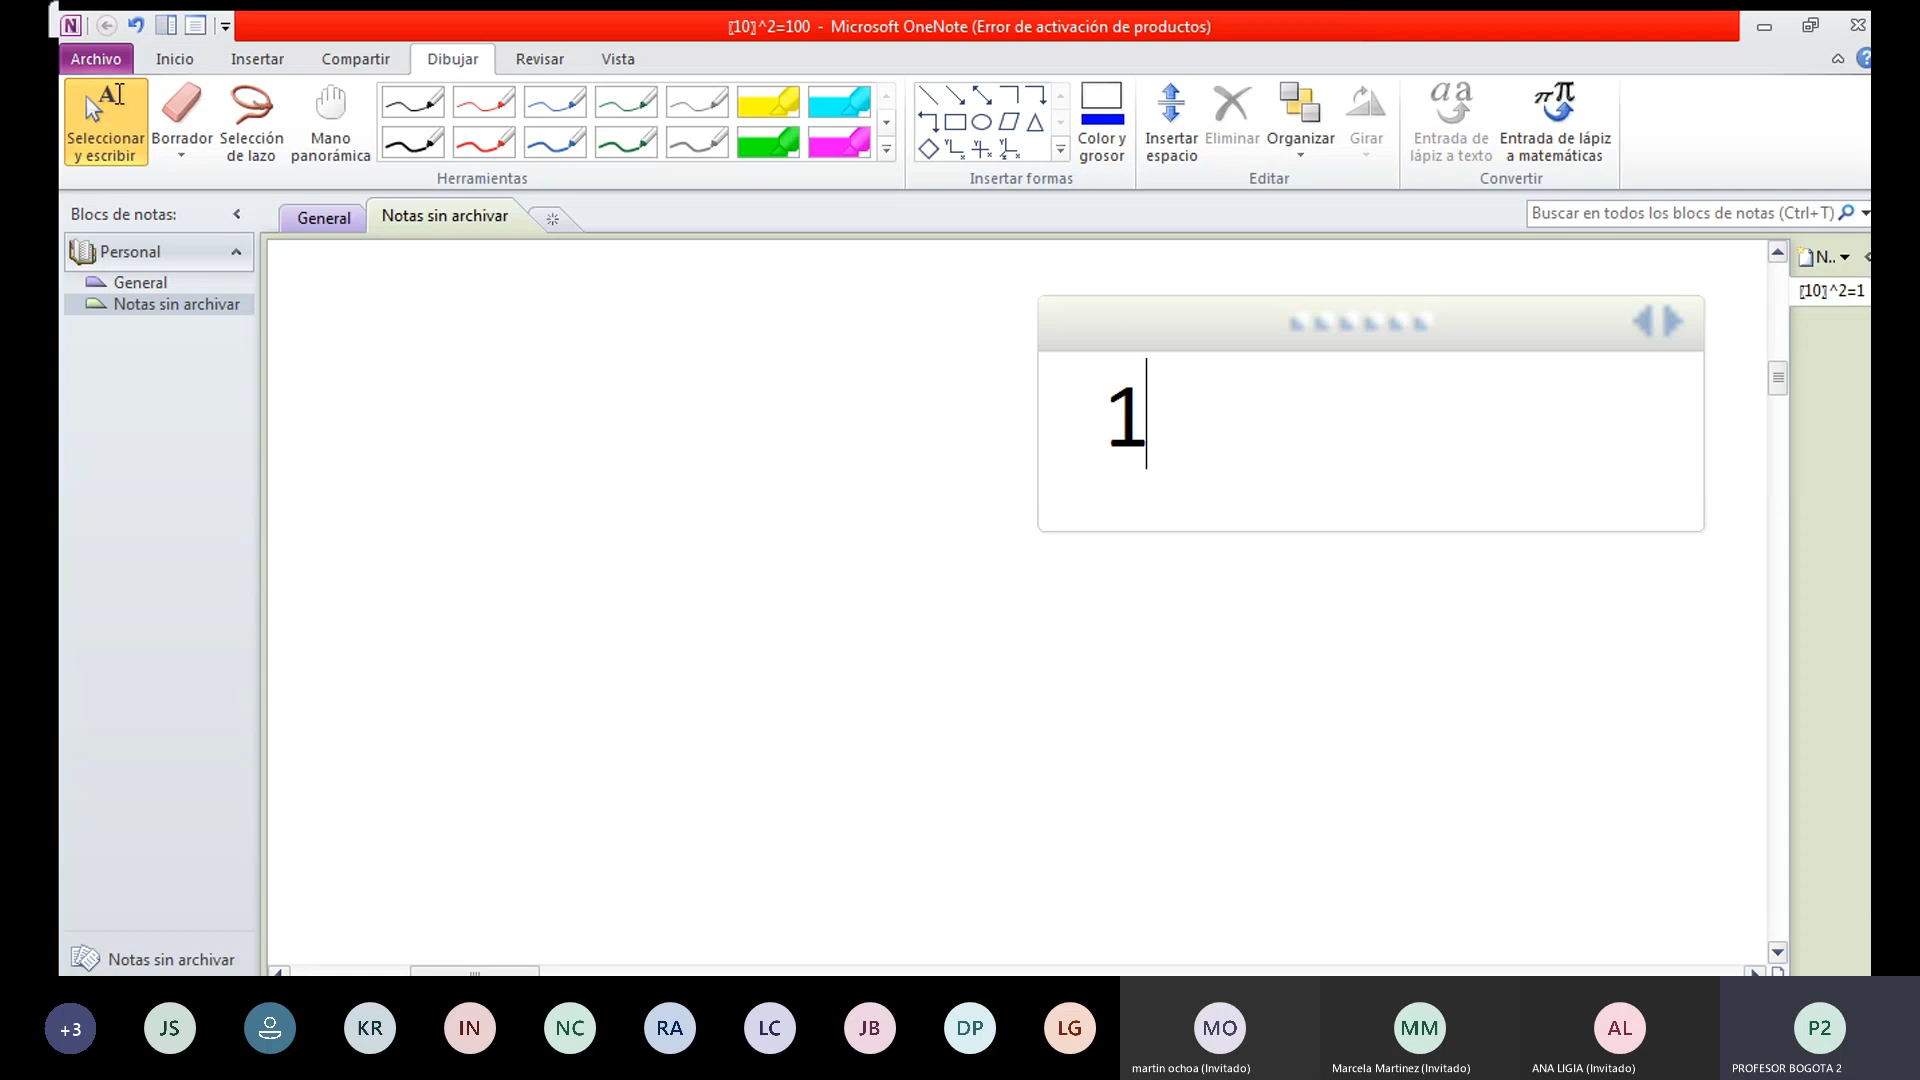 〖10〗^2=100 - Microsoft OneNote (Error de activación de productos)
Archivo Inicio Insertar Compartir Dibujar Revisar Vista
Seleccionar y escribir
Borrador
Selección de lazo
Mano panorámica
Herramientas
Insertar formas
Color y grosor
Insertar espacio
Eliminar
Organizar
Girar
Editar
Entrada de lápiz a texto
Entrada de lápiz a matemáticas
Convertir
Blocs de notas:
General
Notas sin archivar
Buscar en todos los blocs de notas (Ctrl+T)
Personal
General
Notas sin archivar
N..
〖10〗^2=1
1
Notas sin archivar
+3 JS KR IN NC RA LC JB DP LG MO MM AL P2
martin ochoa (Invitado)
Marcela Martinez (Invitado)
ANA LIGIA (Invitado)
PROFESOR BOGOTA 2